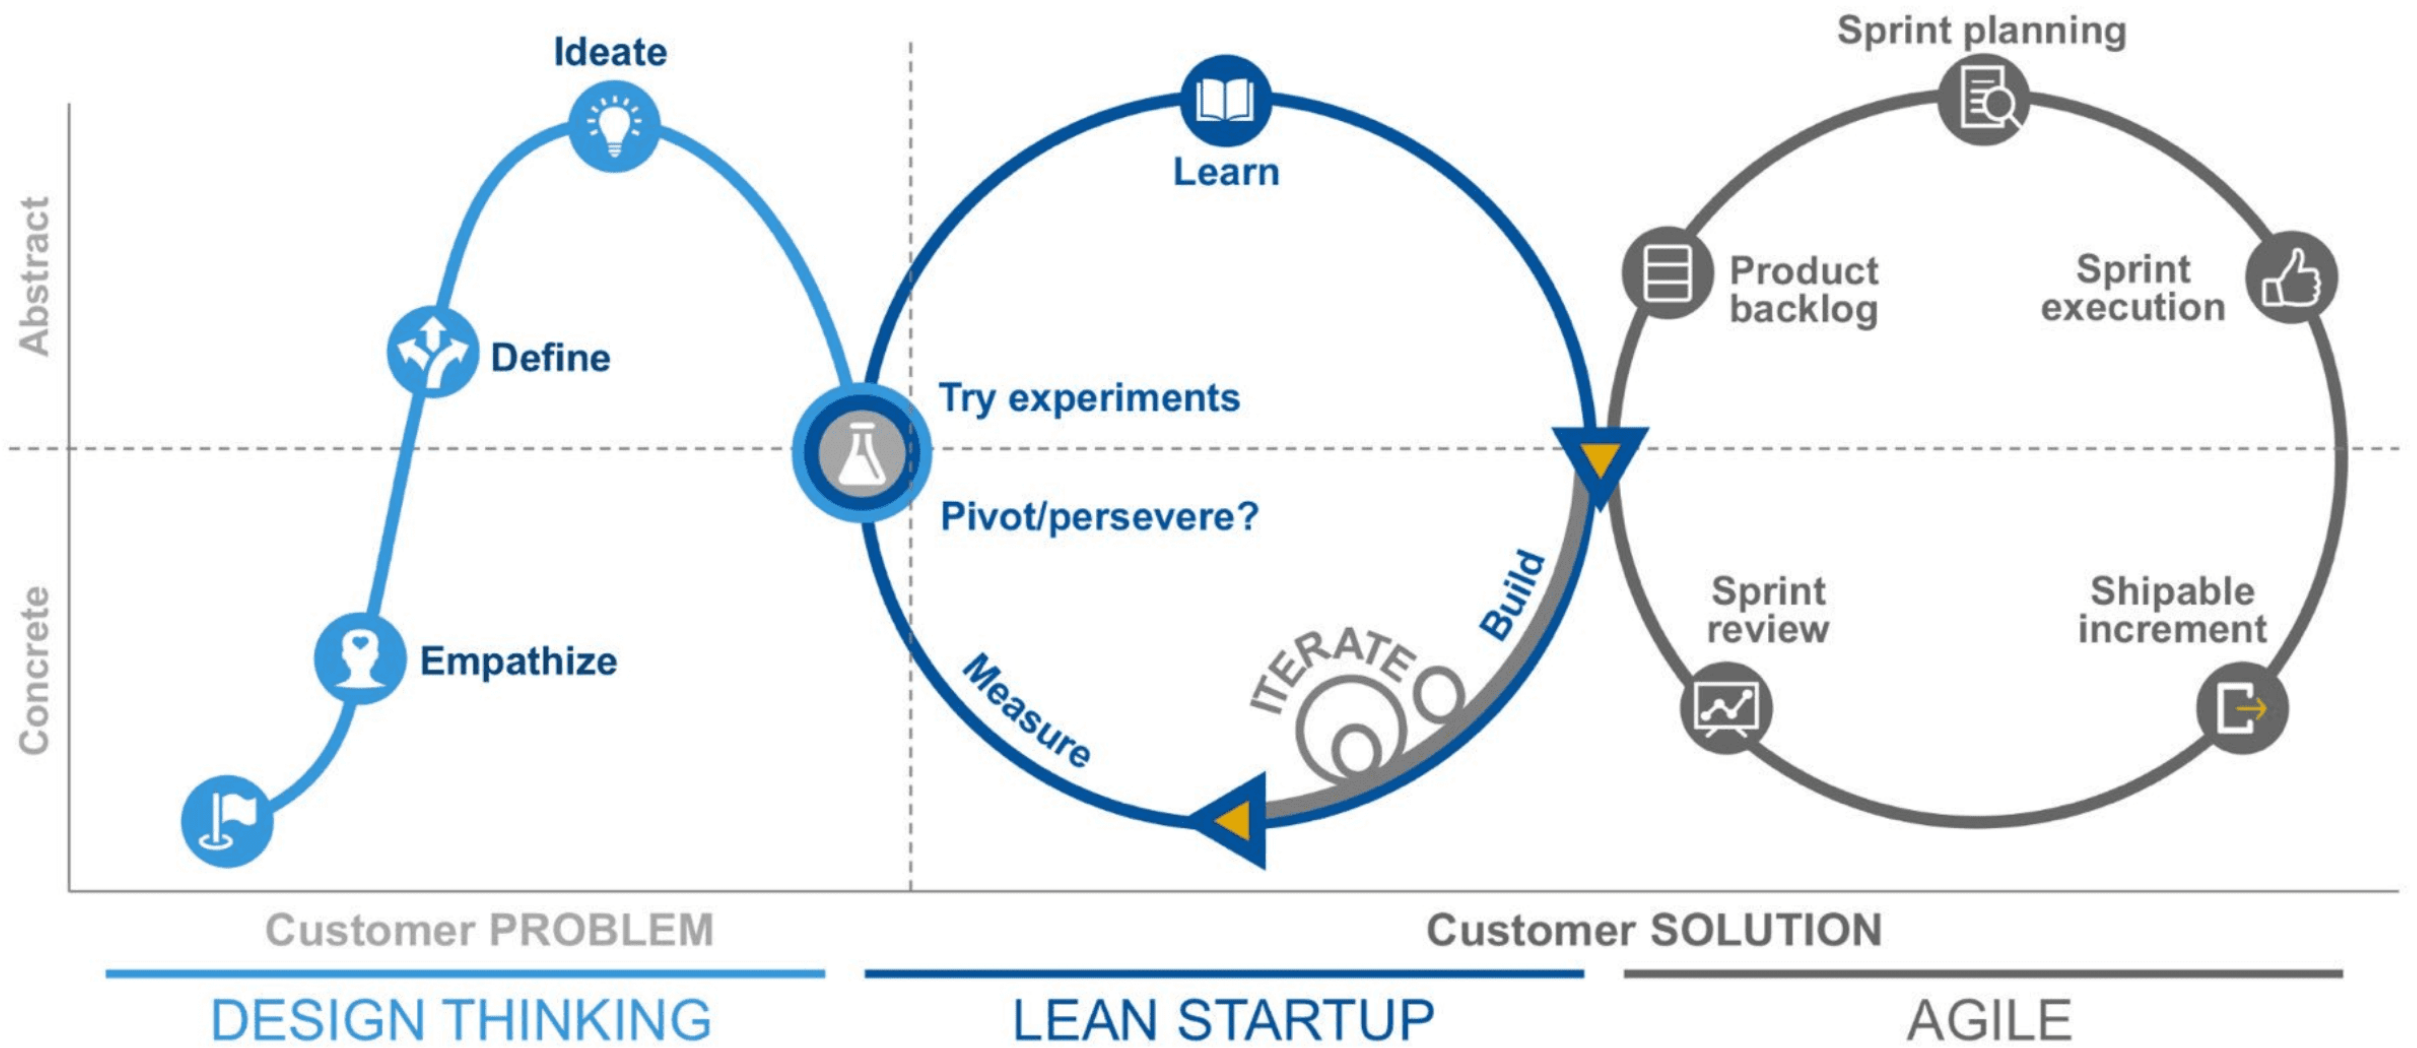 Ideate
Sprint planning
Learn
Abstract
Define
Product
backlog
Sprint
execution
Try experiments
Pivot/persevere?
Concrete
Empathize
Measure
ITERATE
Build
Sprint
review
Shipable
increment
Customer PROBLEM
Customer SOLUTION
DESIGN THINKING
LEAN STARTUP
AGILE